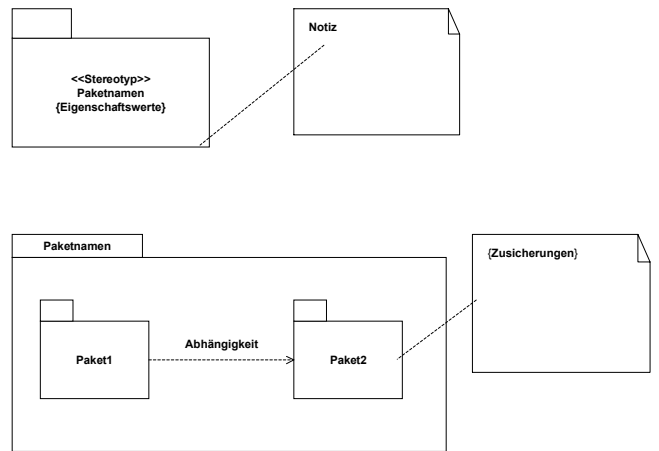 Notiz
<<Stereotyp>>
Paketnamen
{Eigenschaftswerte}
Paketnamen
{Zusicherungen}
Abhängigkeit
Paket1
Paket2